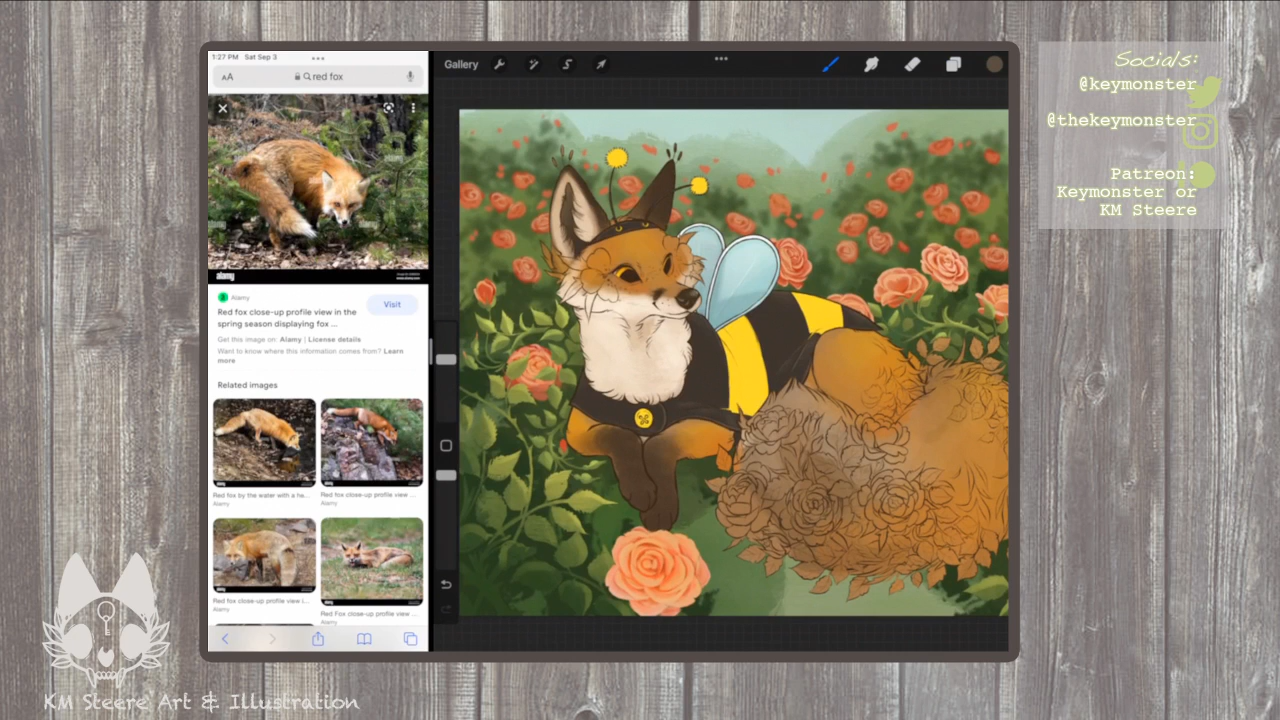 1:27 PM Sat Sep 3
AA
red fox
alamy
Alamy
Visit
Red fox close-up profile view in the
spring season displaying fox ...
Get this image on: Alamy | License details
Want to know where this information comes from? Learn
more
Related images
Red fox by the water with a he...
Alamy
Red fox close-up profile view ...
Alamy
Red fox close-up profile view i...
Alamy
Red Fox close-up profile view ...
Alamy
Gallery
Socials:
@keymonster
@thekeymonster
Patreon:
Keymonster or
KM Steere
KM Steere Art & Illustration